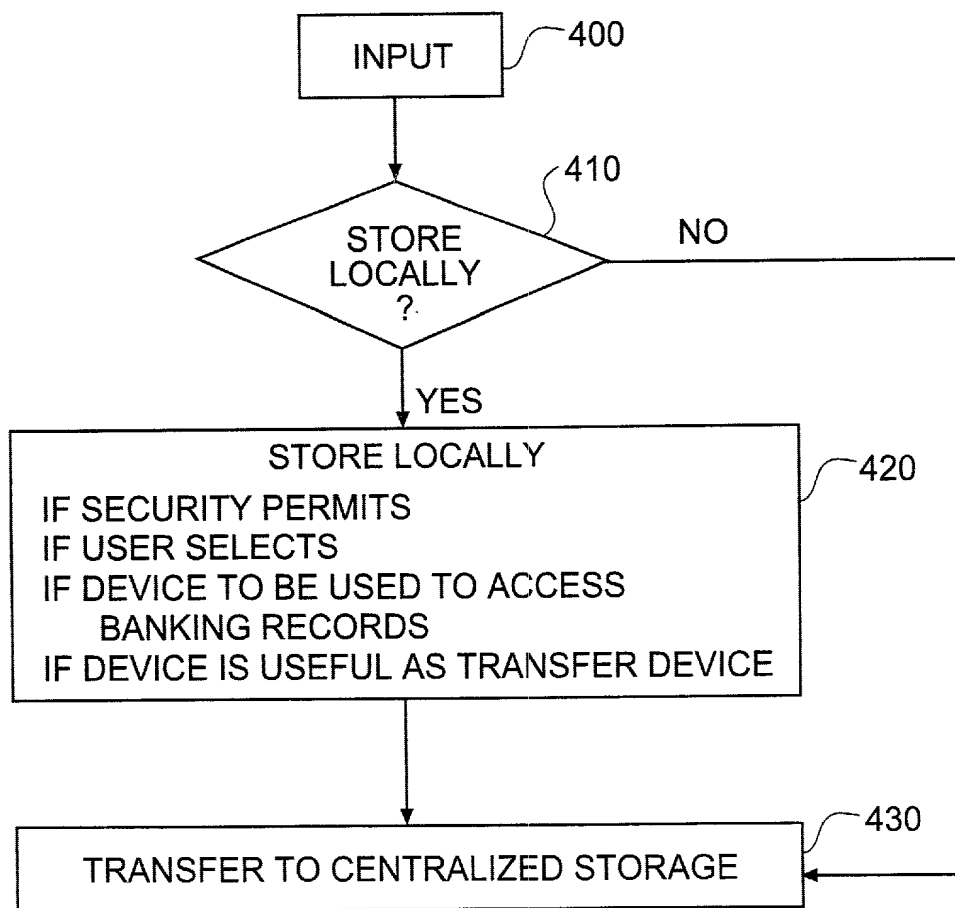 INPUT
400
410
STORE
LOCALLY
?
NO
YES
STORE LOCALLY
420
IF SECURITY PERMITS
IF USER SELECTS
IF DEVICE TO BE USED TO ACCESS
BANKING RECORDS
IF DEVICE IS USEFUL AS TRANSFER DEVICE
430
TRANSFER TO CENTRALIZED STORAGE